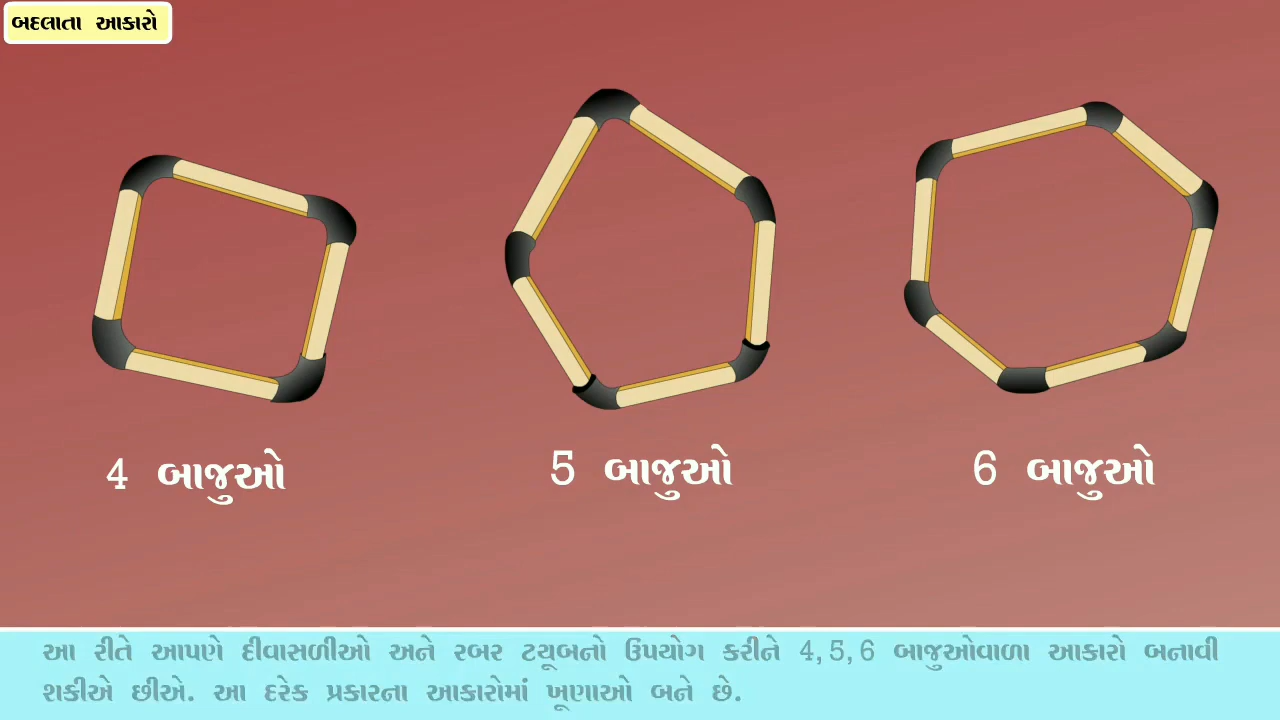 બદલાતા આકારો
4 બાજુઓ
5 બાજુઓ
6 બાજુઓ
આ રીતે આપણે દીવાસળીઓ અને રબર ટયૂબનો ઉપયોગ કરીને 4,5,6 બાજુઓવાળા આકારો બનાવી
શકીએ છીએ. આ દરેક પ્રકારના આકારોમાં ખૂણાઓ બને છે.